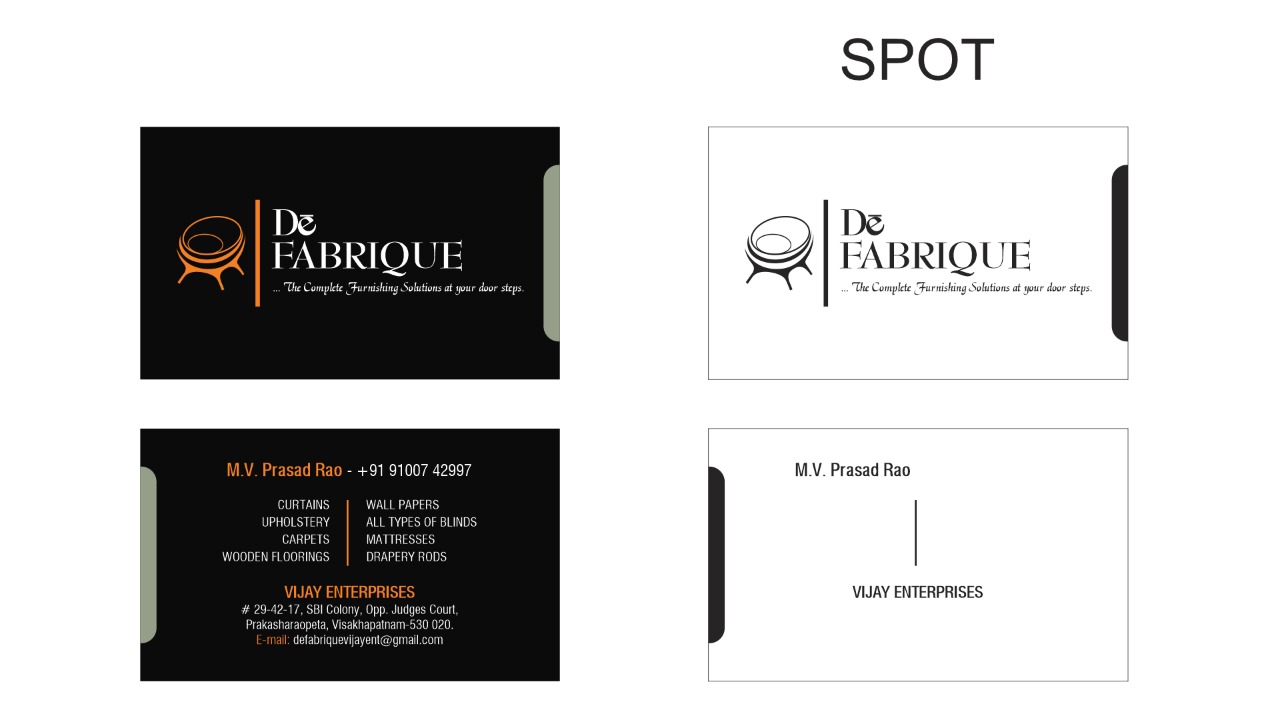 SPOT
Dē
FABRIQUE
... The Complete Furnishing Solutions at your door steps.
Dē
FABRIQUE
... The Complete Furnishing Solutions at your door steps.
M.V. Prasad Rao - +91 91007 42997
CURTAINS
UPHOLSTERY
CARPETS
WOODEN FLOORINGS
WALL PAPERS
ALL TYPES OF BLINDS
MATTRESSES
DRAPERY RODS
VIJAY ENTERPRISES
# 29-42-17, SBI Colony, Opp. Judges Court,
Prakasharaopeta, Visakhapatnam-530 020.
E-mail: defabriquevijayent@gmail.com
M.V. Prasad Rao
VIJAY ENTERPRISES